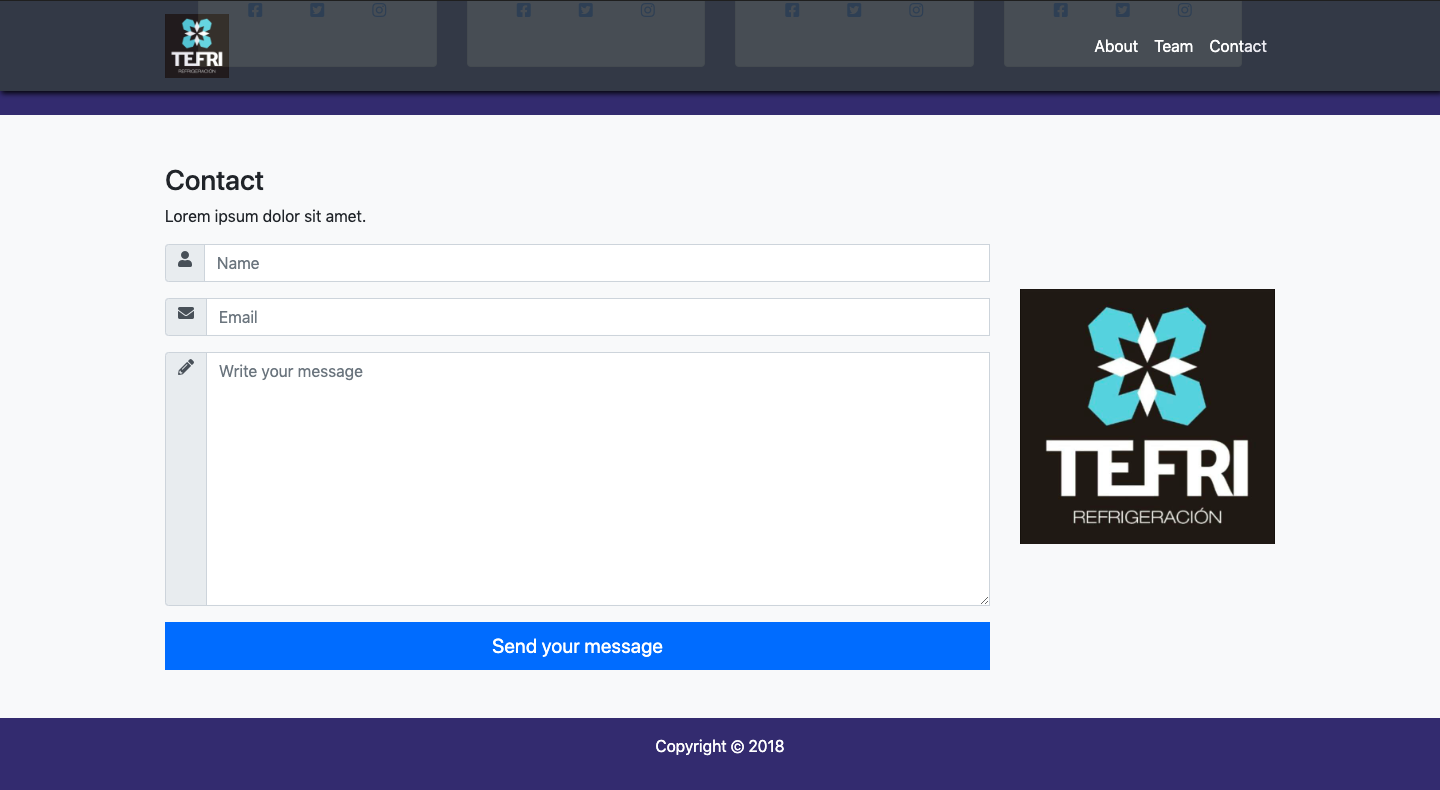 TEFRI
REFRIGERACIÓN
About
Team
Contact
Contact
Lorem ipsum dolor sit amet.
Name
Email
Write your message
Send your message
TEFRI
REFRIGERACIÓN
Copyright © 2018